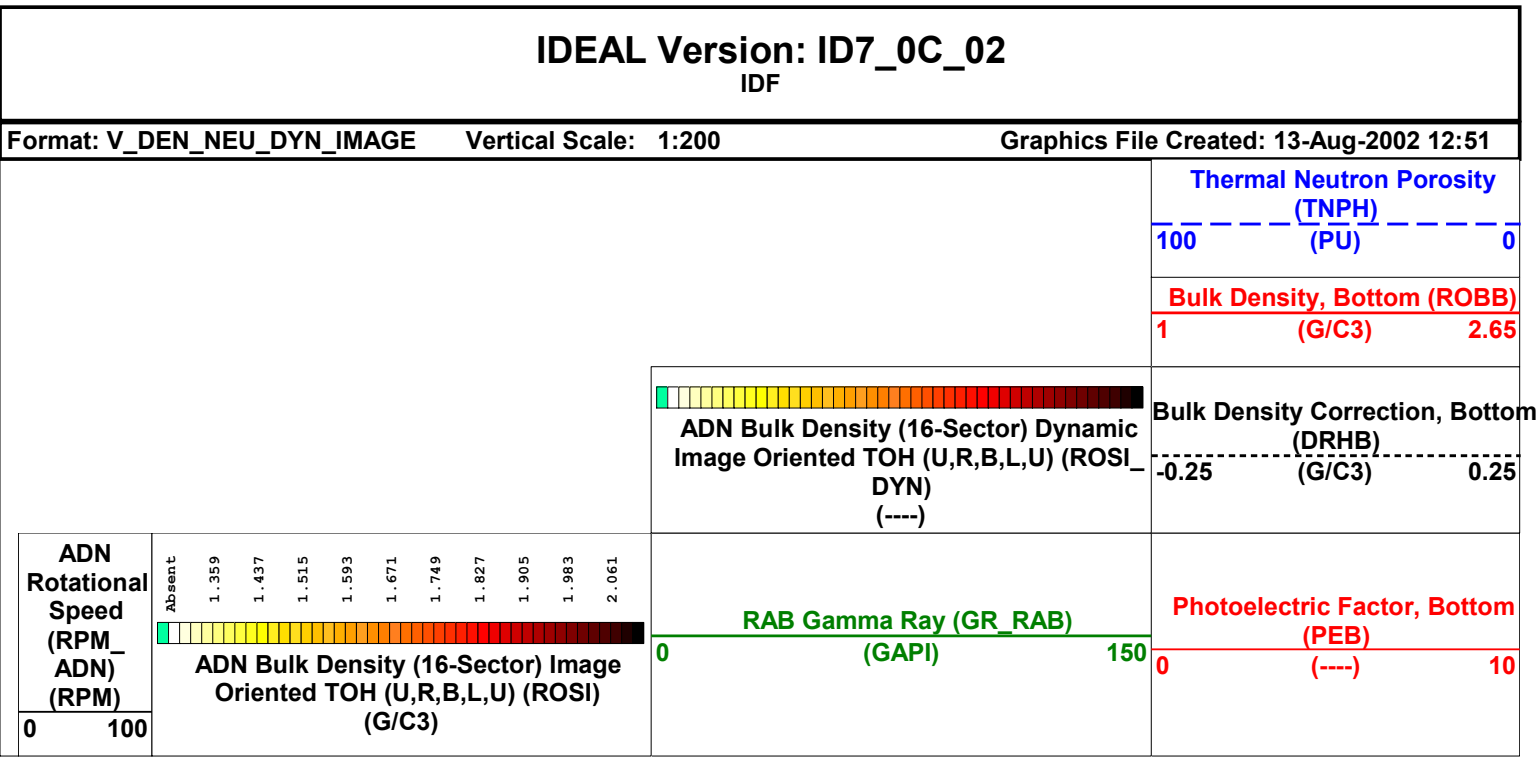 IDEAL Version: ID7_0C_02
IDF
Format: V_DEN_NEU_DYN_IMAGE Vertical Scale: 1:200 Graphics File Created: 13-Aug-2002 12:51
Thermal Neutron Porosity
(TNPH)
100 (PU) 0
Bulk Density, Bottom (ROBB)
1 (G/C3) 2.65
ADN Bulk Density (16-Sector) Dynamic
Image Oriented TOH (U,R,B,L,U) (ROSI_
DYN)
(----)
Bulk Density Correction, Bottom
(DRHB)
-0.25 (G/C3) 0.25
ADN
Rotational
Speed
(RPM_
ADN)
(RPM)
0 100
Absent 1.359 1.437 1.515 1.593 1.671 1.749 1.827 1.905 1.983 2.061
ADN Bulk Density (16-Sector) Image
Oriented TOH (U,R,B,L,U) (ROSI)
(G/C3)
RAB Gamma Ray (GR_RAB)
0 (GAPI) 150
Photoelectric Factor, Bottom
(PEB)
0 (----) 10